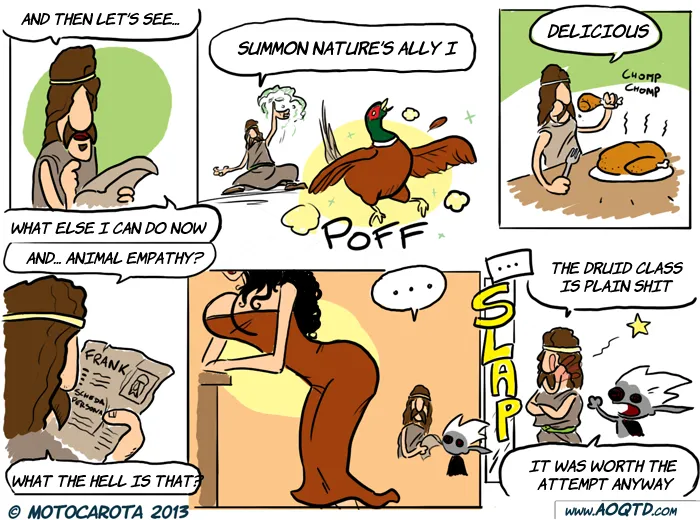 AND THEN LET'S SEE...
WHAT ELSE I CAN DO NOW
SUMMON NATURE'S ALLY I
POFF
DELICIOUS
CHOMP
CHOMP
AND... ANIMAL EMPATHY?
FRANK
SCHEDA
PERSONA
WHAT THE HELL IS THAT?
...
...
SLAP
THE DRUID CLASS
IS PLAIN SHIT
IT WAS WORTH THE
ATTEMPT ANYWAY
© MOTOCAROTA 2013
WWW.AOQTD.COM